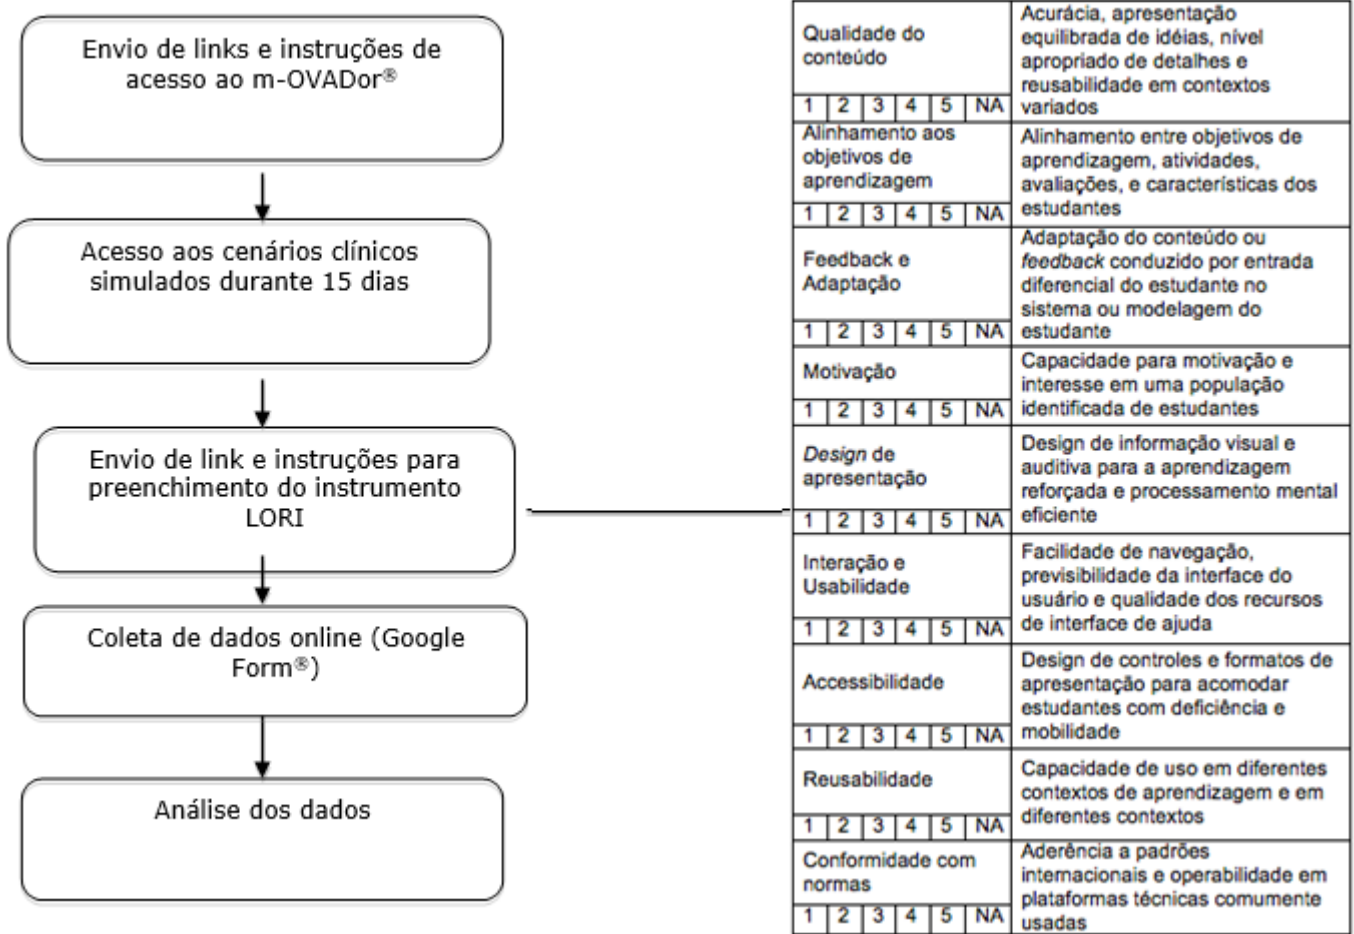 Envio de links e instruções de
acesso ao m-OVADor®
Acesso aos cenários clínicos
simulados durante 15 dias
Envio de link e instruções para
preenchimento do instrumento
LORI
Coleta de dados online (Google
Form®)
Análise dos dados
Qualidade do
conteúdo
1 2 3 4 5 NA
Acurácia, apresentação
equilibrada de idéias, nível
apropriado de detalhes e
reusabilidade em contextos
variados
Alinhamento aos
objetivos de
aprendizagem
1 2 3 4 5 NA
Alinhamento entre objetivos de
aprendizagem, atividades,
avaliações, e características dos
estudantes
Feedback e
Adaptação
1 2 3 4 5 NA
Adaptação do conteúdo ou
feedback conduzido por entrada
diferencial do estudante no
sistema ou modelagem do
estudante
Motivação
1 2 3 4 5 NA
Capacidade para motivação e
interesse em uma população
identificada de estudantes
Design de
apresentação
1 2 3 4 5 NA
Design de informação visual e
auditiva para a aprendizagem
reforçada e processamento mental
eficiente
Interação e
Usabilidade
1 2 3 4 5 NA
Facilidade de navegação,
previsibilidade da interface do
usuário e qualidade dos recursos
de interface de ajuda
Accessibilidade
1 2 3 4 5 NA
Design de controles e formatos de
apresentação para acomodar
estudantes com deficiência e
mobilidade
Reusabilidade
1 2 3 4 5 NA
Capacidade de uso em diferentes
contextos de aprendizagem e em
diferentes contextos
Conformidade com
normas
1 2 3 4 5 NA
Aderência a padrões
internacionais e operabilidade em
plataformas técnicas comumente
usadas